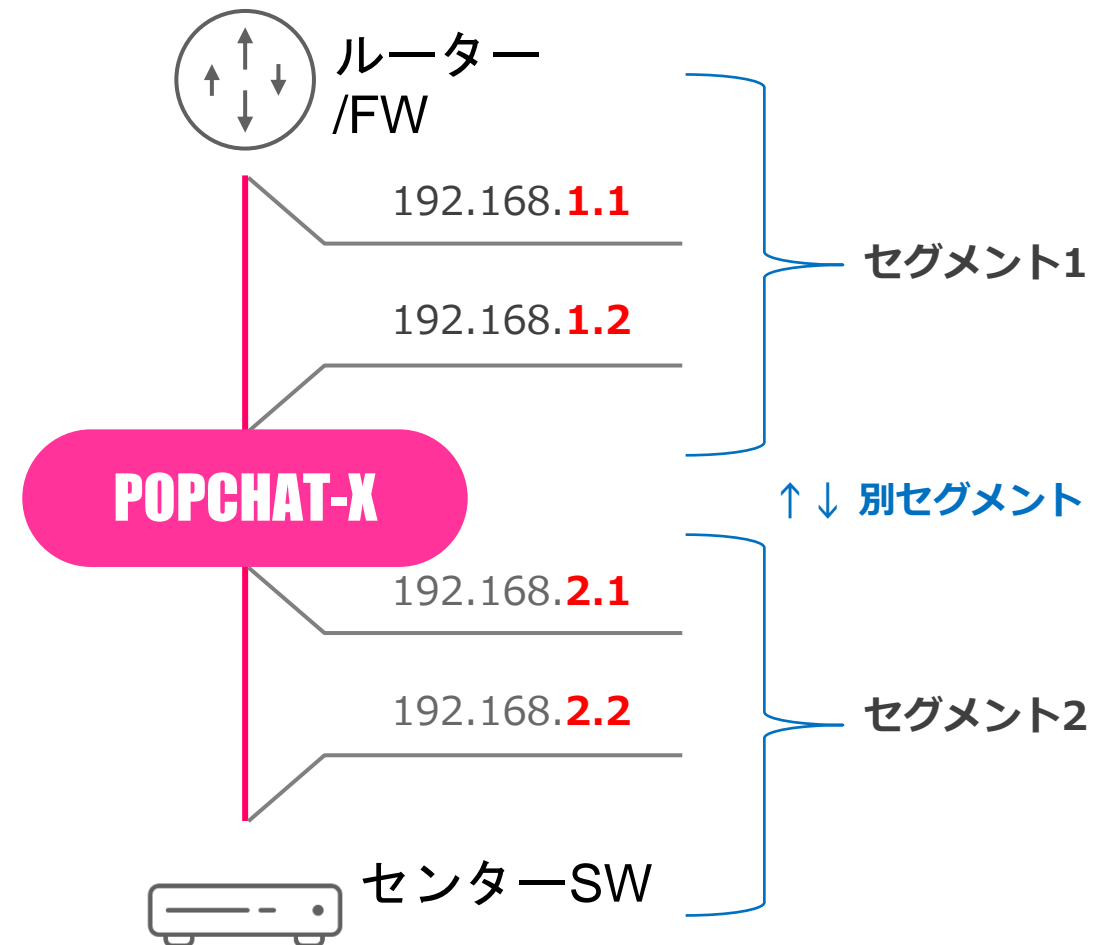 ルーター
/FW
192.168.1.1
セグメント1
192.168.1.2
POPCHAT-X
↑↓ 別セグメント
192.168.2.1
192.168.2.2
セグメント2
センターSW